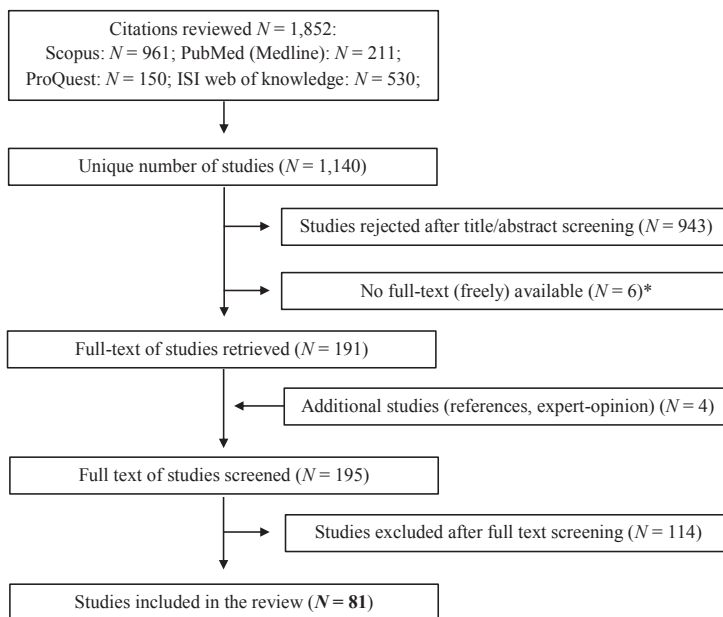 Citations reviewed N = 1,852:
Scopus: N = 961; PubMed (Medline): N = 211;
ProQuest: N = 150; ISI web of knowledge: N = 530;
Unique number of studies (N = 1,140)
Studies rejected after title/abstract screening (N = 943)
No full-text (freely) available (N = 6)*
Full-text of studies retrieved (N = 191)
Additional studies (references, expert-opinion) (N = 4)
Full text of studies screened (N = 195)
Studies excluded after full text screening (N = 114)
Studies included in the review (N = 81)